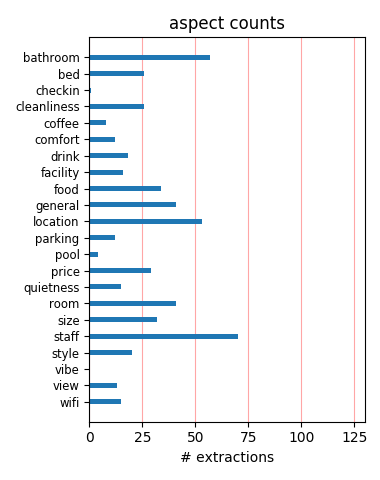 aspect counts
bathroom
bed
checkin
cleanliness
coffee
comfort
drink
facility
food
general
location
parking
pool
price
quietness
room
size
staff
style
vibe
view
wifi
0 25 50 75 100 125
# extractions